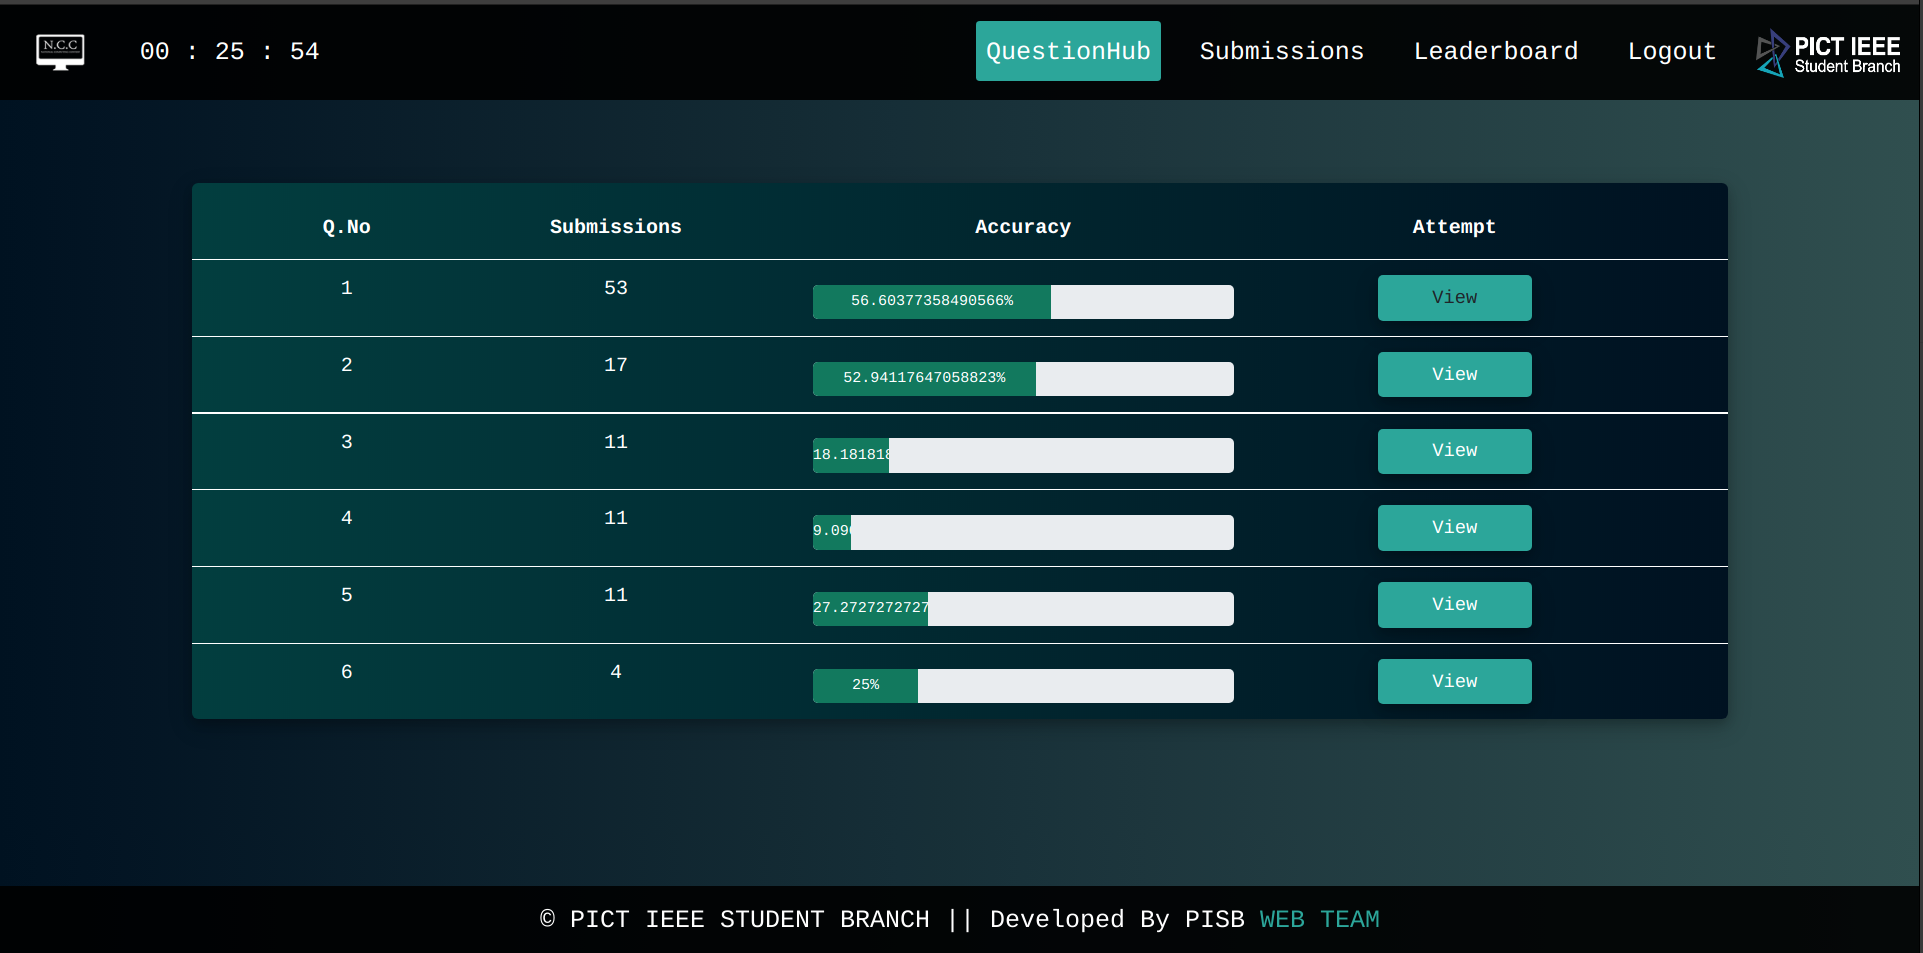 N.C.C
00 : 25 : 54
QuestionHub
Submissions
Leaderboard
Logout
PICT IEEE
Student Branch
Q.No Submissions Accuracy Attempt
1 53 56.60377358490566% View
2 17 52.94117647058823% View
3 11 18.181818 View
4 11 9.090 View
5 11 27.2727272727 View
6 4 25% View
© PICT IEEE STUDENT BRANCH || Developed By PISB WEB TEAM